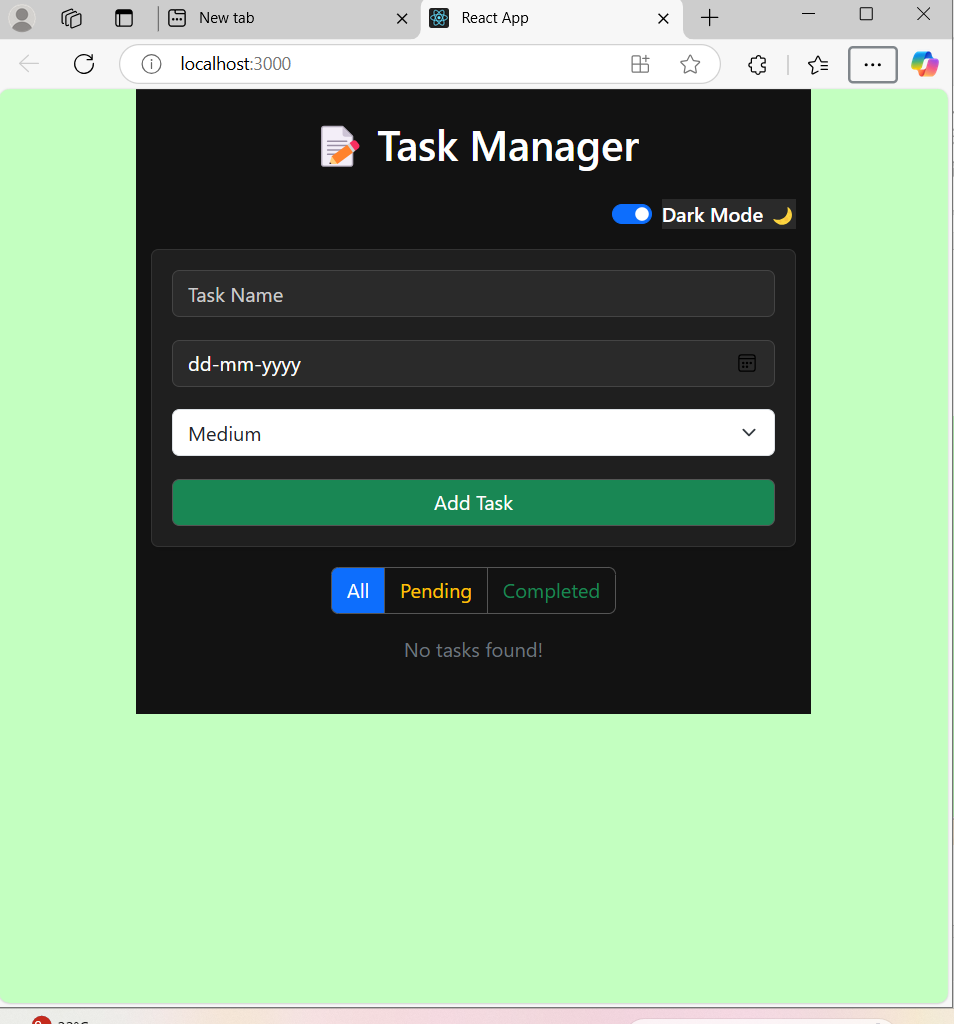 New tab
React App
localhost:3000
Task Manager
Dark Mode 🌙
Task Name
dd-mm-yyyy
Medium
Add Task
All Pending Completed
No tasks found!